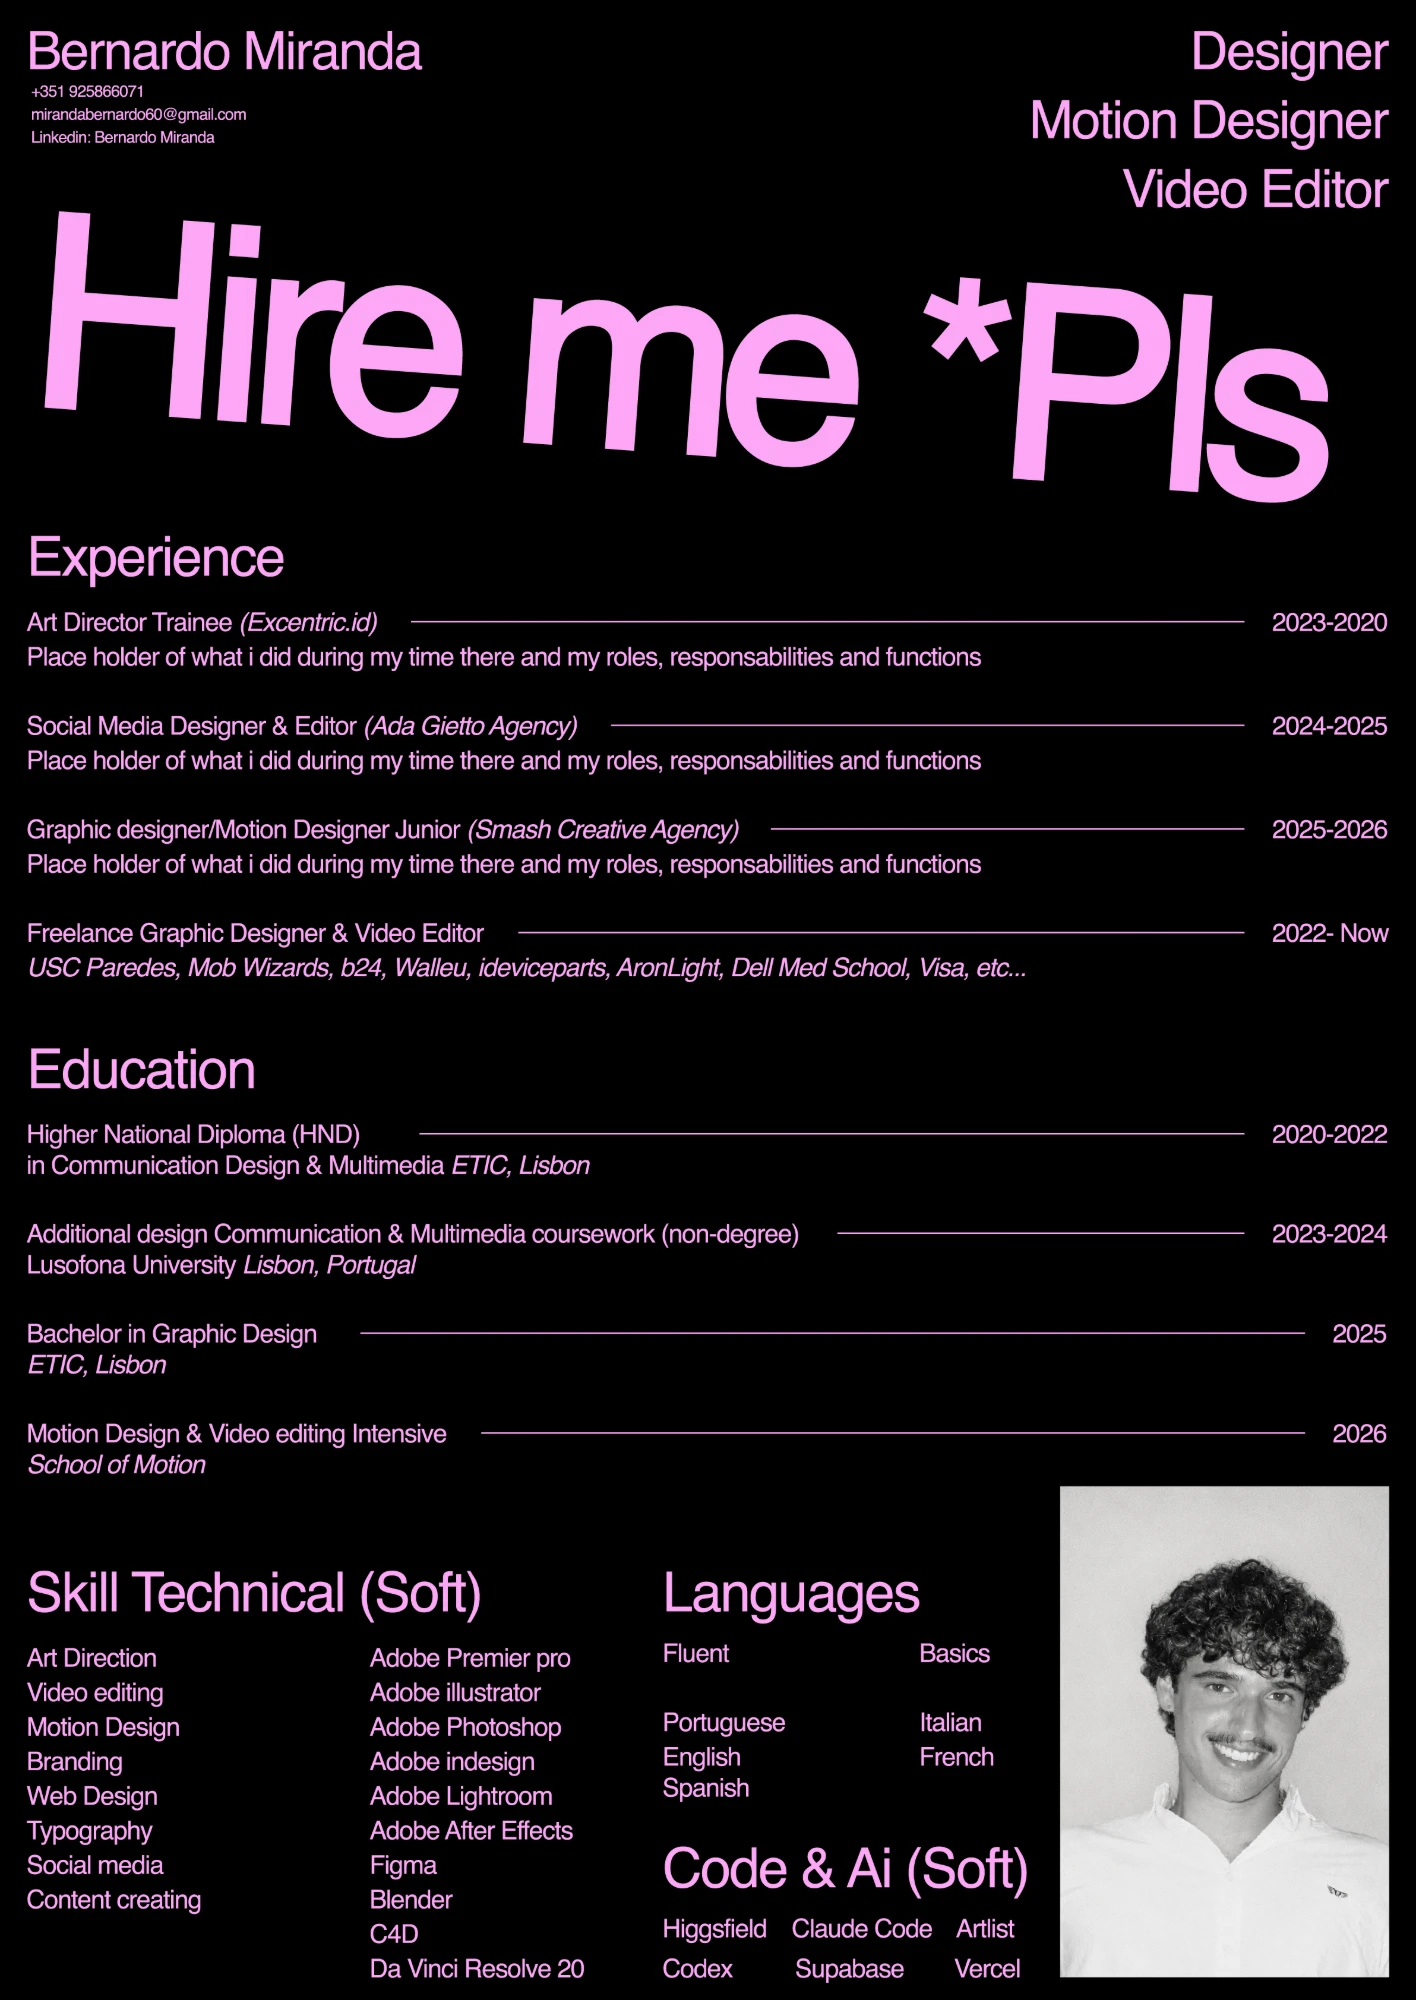 Bernardo Miranda
+351 925866071
mirandabernardo60@gmail.com
Linkedin: Bernardo Miranda
Designer
Motion Designer
Video Editor
Hire me *Pls
Experience
Art Director Trainee (Excentric.id) 2023-2020
Place holder of what i did during my time there and my roles, responsabilities and functions
Social Media Designer & Editor (Ada Gietto Agency) 2024-2025
Place holder of what i did during my time there and my roles, responsabilities and functions
Graphic designer/Motion Designer Junior (Smash Creative Agency) 2025-2026
Place holder of what i did during my time there and my roles, responsabilities and functions
Freelance Graphic Designer & Video Editor 2022- Now
USC Paredes, Mob Wizards, b24, Walleu, ideviceparts, AronLight, Dell Med School, Visa, etc...
Education
Higher National Diploma (HND) 2020-2022
in Communication Design & Multimedia ETIC, Lisbon
Additional design Communication & Multimedia coursework (non-degree) 2023-2024
Lusofona University Lisbon, Portugal
Bachelor in Graphic Design 2025
ETIC, Lisbon
Motion Design & Video editing Intensive 2026
School of Motion
Skill Technical (Soft)
Art Direction
Video editing
Motion Design
Branding
Web Design
Typography
Social media
Content creating
Adobe Premier pro
Adobe illustrator
Adobe Photoshop
Adobe indesign
Adobe Lightroom
Adobe After Effects
Figma
Blender
C4D
Da Vinci Resolve 20
Languages
Fluent Basics
Portuguese Italian
English French
Spanish
Code & Ai (Soft)
Higgsfield Claude Code Artlist
Codex Supabase Vercel